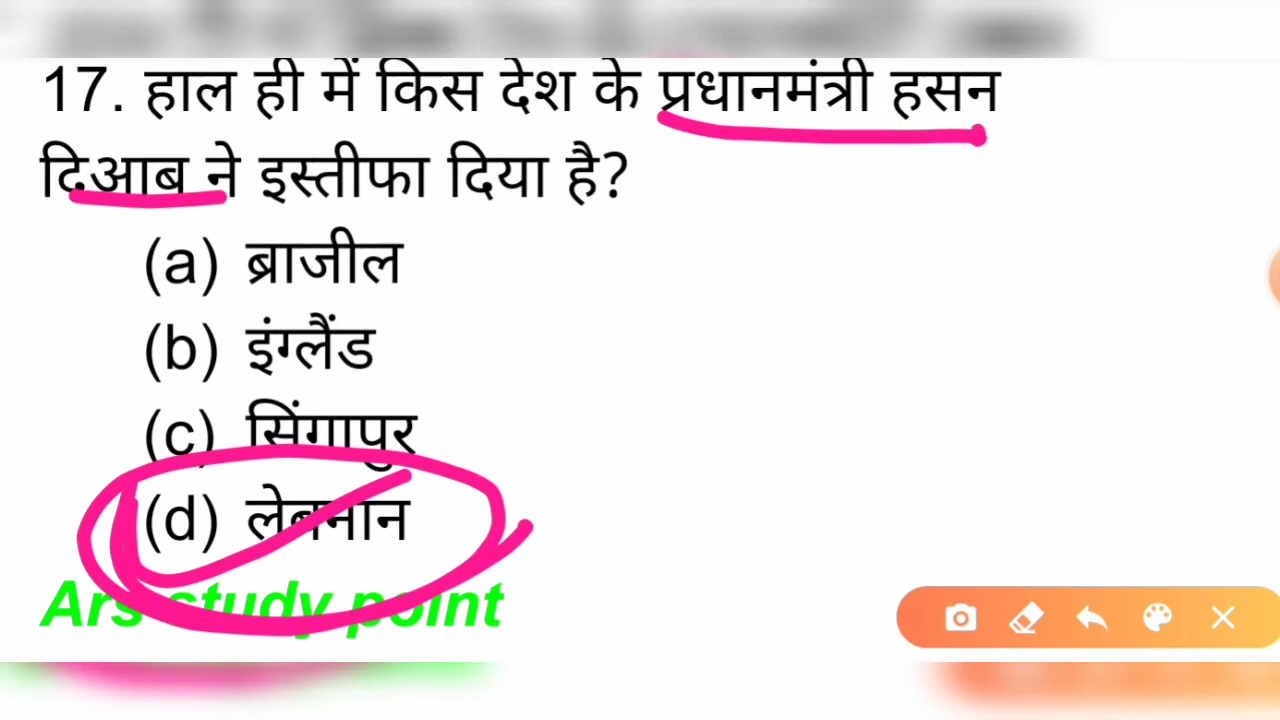 17. हाल ही में किस देश के प्रधानमंत्री हसन
दिआब ने इस्तीफा दिया है?
(a) ब्राजील
(b) इंग्लैंड
(c) सिंगापुर
(d) लेबनान
Ars study point